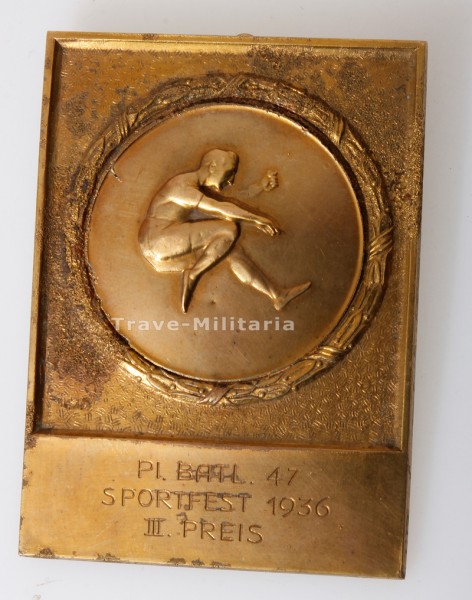 Trave-Militaria
PI. BATL. 47
SPORTFEST 1936
III. PREIS